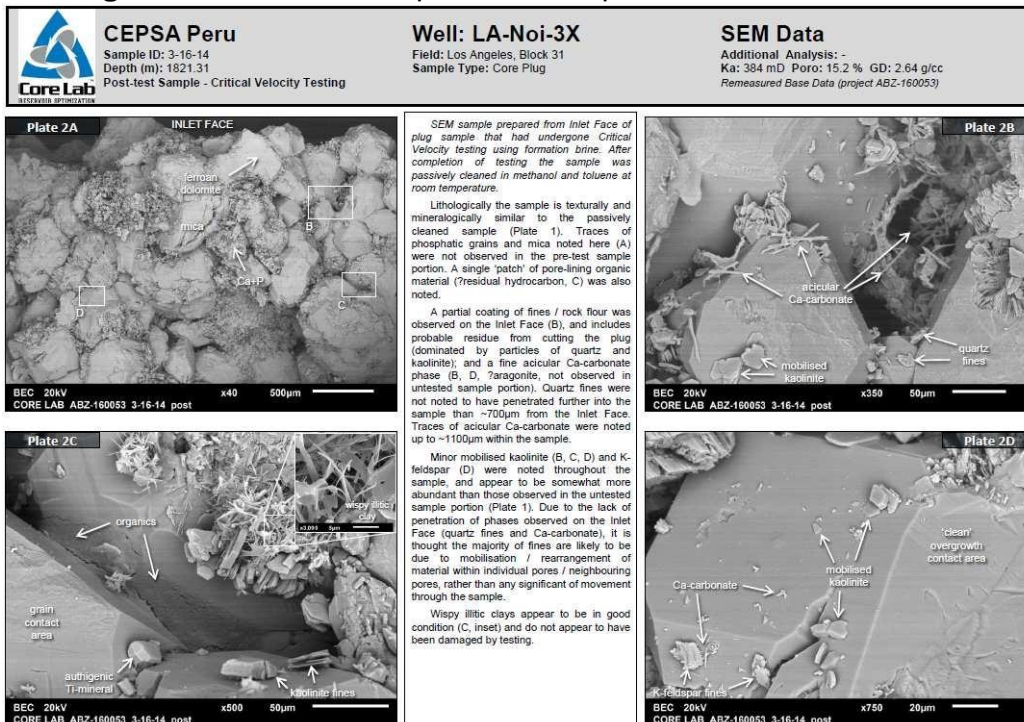 CEPSA Peru
Sample ID: 3-16-14
Depth (m): 1821.31
Post-test Sample - Critical Velocity Testing
Well: LA-Noi-3X
Field: Los Angeles, Block 31
Sample Type: Core Plug
SEM Data
Additional Analysis: -
Ka: 384 mD Poro: 15.2 % GD: 2.64 g/cc
Remeasured Base Data (project ABZ-160053)
Core Lab
RESERVOIR OPTIMIZATION
Plate 2A
INLET FACE
ferroan
dolomite
mica
B
Ca+P
C
D
BEC 20kV x40 500µm
CORE LAB ABZ-160053 3-16-14 post
SEM sample prepared from Inlet Face of
plug sample that had undergone Critical
Velocity testing using formation brine. After
completion of testing the sample was
passively cleaned in methanol and toluene at
room temperature.
Lithologically the sample is texturally and
mineralogically similar to the passively
cleaned sample (Plate 1). Traces of
phosphatic grains and mica noted here (A)
were not observed in the pre-test sample
portion. A single 'patch' of pore-lining organic
material (?residual hydrocarbon, C) was also
noted.
A partial coating of fines / rock flour was
observed on the Inlet Face (B), and includes
probable residue from cutting the plug
(dominated by particles of quartz and
kaolinite); and a fine acicular Ca-carbonate
phase (B, D, ?aragonite, not observed in
untested sample portion). Quartz fines were
not noted to have penetrated further into the
sample than ~700µm from the Inlet Face.
Traces of acicular Ca-carbonate were noted
up to ~1100µm within the sample.
Minor mobilised kaolinite (B, C, D) and K-
feldspar (D) were noted throughout the
sample, and appear to be somewhat more
abundant than those observed in the untested
sample portion (Plate 1). Due to the lack of
penetration of phases observed on the Inlet
Face (quartz fines and Ca-carbonate), it is
thought the majority of fines are likely to be
due to mobilisation / rearrangement of
material within individual pores / neighbouring
pores, rather than any significant of movement
through the sample.
Wispy illitic clays appear to be in good
condition (C, inset) and do not appear to have
been damaged by testing.
Plate 2B
acicular
Ca-carbonate
quartz
fines
mobilised
kaolinite
BEC 20kV x350 50µm
CORE LAB ABZ-160053 3-16-14 post
Plate 2C
organics
wispy illitic
clay
x3,000 5µm
grain
contact
area
authigenic
Ti-mineral
kaolinite fines
BEC 20kV x500 50µm
CORE LAB ABZ-160053 3-16-14 post
Plate 2D
'clean'
overgrowth
contact area
mobilised
kaolinite
Ca-carbonate
K-feldspar fines
BEC 20kV x750 20µm
CORE LAB ABZ-160053 3-16-14 post